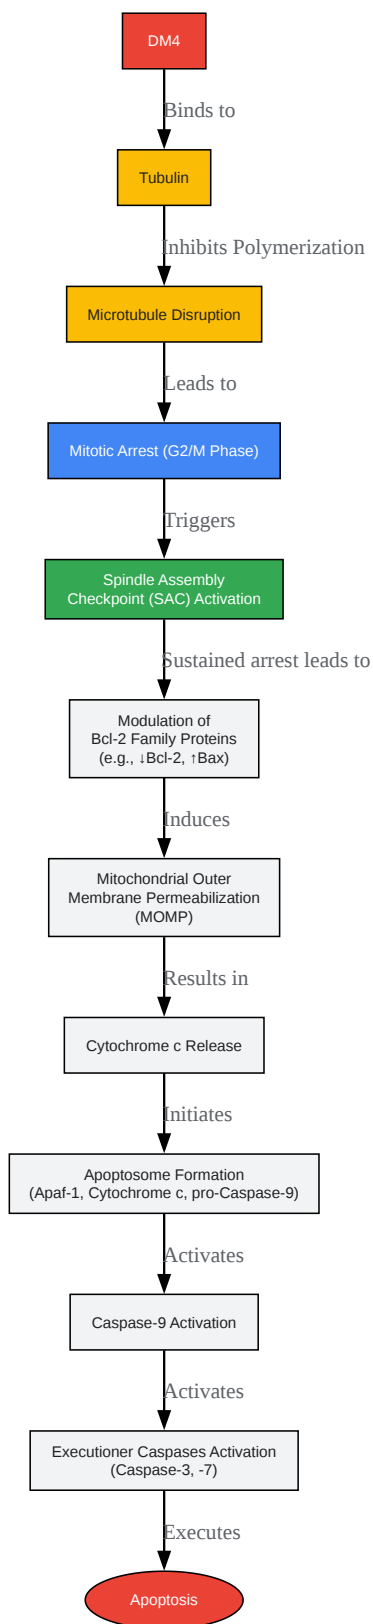 DM4
Binds to
Tubulin
Inhibits Polymerization
Microtubule Disruption
Leads to
Mitotic Arrest (G2/M Phase)
Triggers
Spindle Assembly
Checkpoint (SAC) Activation
Sustained arrest leads to
Modulation of
Bcl-2 Family Proteins
(e.g., ↓Bcl-2, ↑Bax)
Induces
Mitochondrial Outer
Membrane Permeabilization
(MOMP)
Results in
Cytochrome c Release
Initiates
Apoptosome Formation
(Apaf-1, Cytochrome c, pro-Caspase-9)
Activates
Caspase-9 Activation
Activates
Executioner Caspases Activation
(Caspase-3, -7)
Executes
Apoptosis